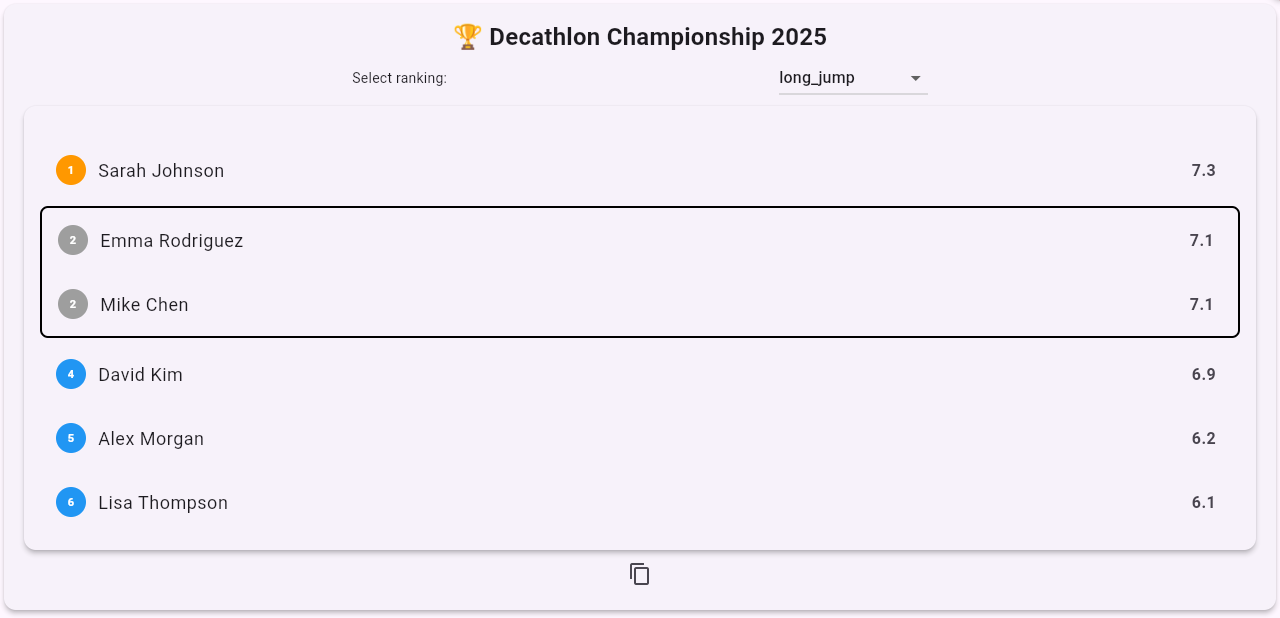 🏆 Decathlon Championship 2025
Select ranking: long_jump
1 Sarah Johnson 7.3
2 Emma Rodriguez 7.1
2 Mike Chen 7.1
4 David Kim 6.9
5 Alex Morgan 6.2
6 Lisa Thompson 6.1